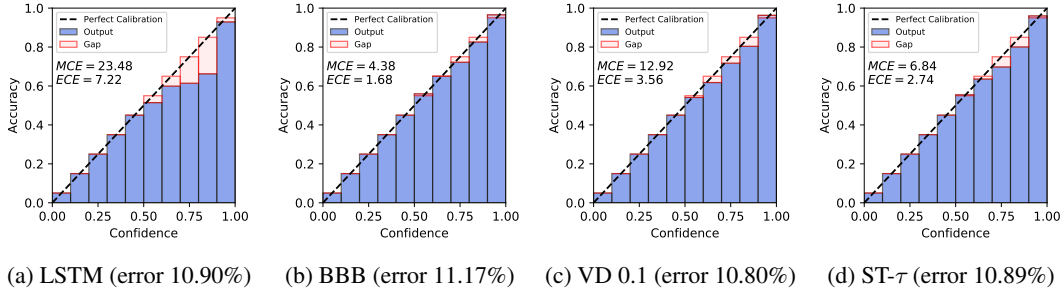 Perfect Calibration
Output
Gap
MCE = 23.48
ECE = 7.22
Accuracy
1.0
0.8
0.6
0.4
0.2
0.0
0.00 0.25 0.50 0.75 1.00
Confidence
(a) LSTM (error 10.90%)
Perfect Calibration
Output
Gap
MCE = 4.38
ECE = 1.68
Accuracy
1.0
0.8
0.6
0.4
0.2
0.0
0.00 0.25 0.50 0.75 1.00
Confidence
(b) BBB (error 11.17%)
Perfect Calibration
Output
Gap
MCE = 12.92
ECE = 3.56
Accuracy
1.0
0.8
0.6
0.4
0.2
0.0
0.00 0.25 0.50 0.75 1.00
Confidence
(c) VD 0.1 (error 10.80%)
Perfect Calibration
Output
Gap
MCE = 6.84
ECE = 2.74
Accuracy
1.0
0.8
0.6
0.4
0.2
0.0
0.00 0.25 0.50 0.75 1.00
Confidence
(d) ST-τ (error 10.89%)